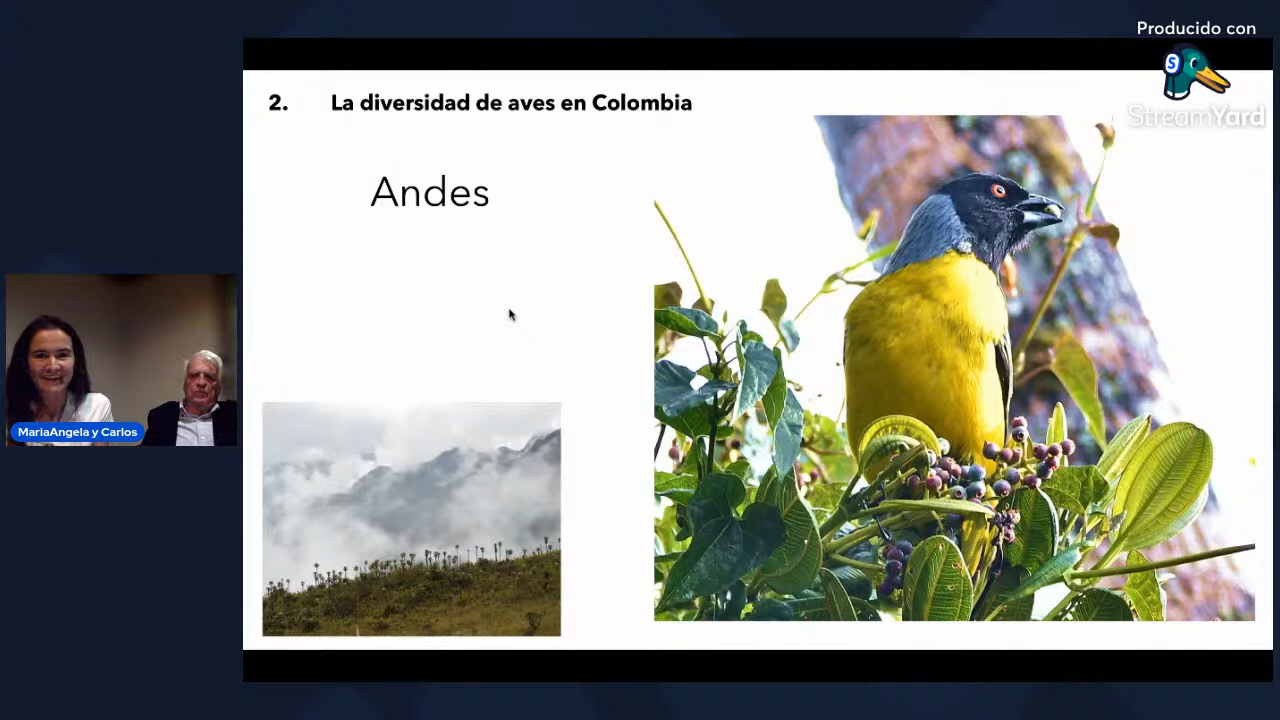 Producido con
S
StreamYard
2. La diversidad de aves en Colombia
Andes
MariaAngela y Carlos